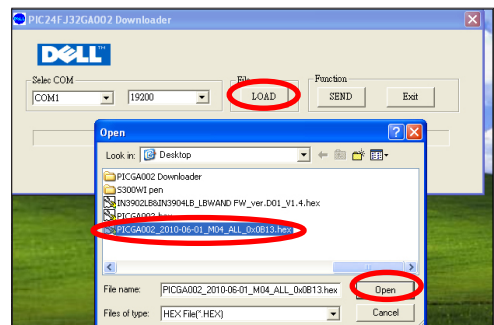 PIC24FJ32GA002 Downloader
DELL™
Selec COM
File
Function
COM1
19200
LOAD
SEND
Exit
Open
Look in:
Desktop
PICGA002 Downloader
S300WI pen
IN3902LB&IN3904LB_LBWAND FW_ver.D01_V1.4.hex
PICGA002.hex
PICGA002_2010-06-01_M04_ALL_0x0B13.hex
File name:
PICGA002_2010-06-01_M04_ALL_0x0B13.hex
Open
Files of type:
HEX File(*.HEX)
Cancel